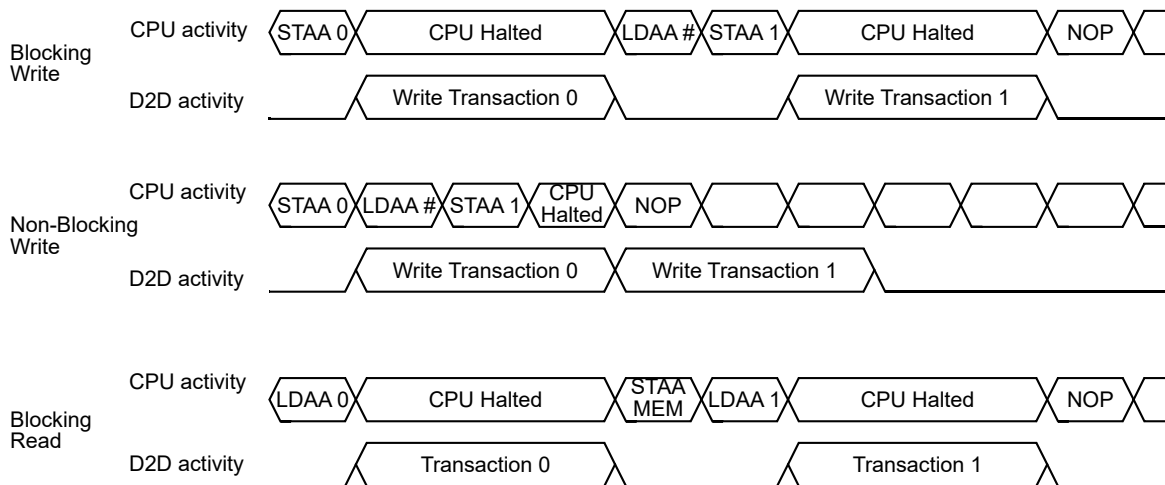 CPU activity STAA 0 CPU Halted LDAA # STAA 1 CPU Halted NOP
Blocking
Write
D2D activity Write Transaction 0 Write Transaction 1
CPU activity STAA 0 LDAA # STAA 1 CPU
Halted NOP
Non-Blocking
Write
D2D activity Write Transaction 0 Write Transaction 1
CPU activity LDAA 0 CPU Halted STAA
MEM LDAA 1 CPU Halted NOP
Blocking
Read
D2D activity Transaction 0 Transaction 1